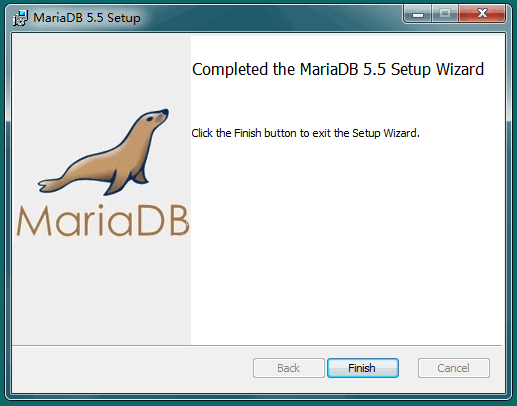 MariaDB 5.5 Setup
Completed the MariaDB 5.5 Setup Wizard
Click the Finish button to exit the Setup Wizard.
MariaDB
Back
Finish
Cancel